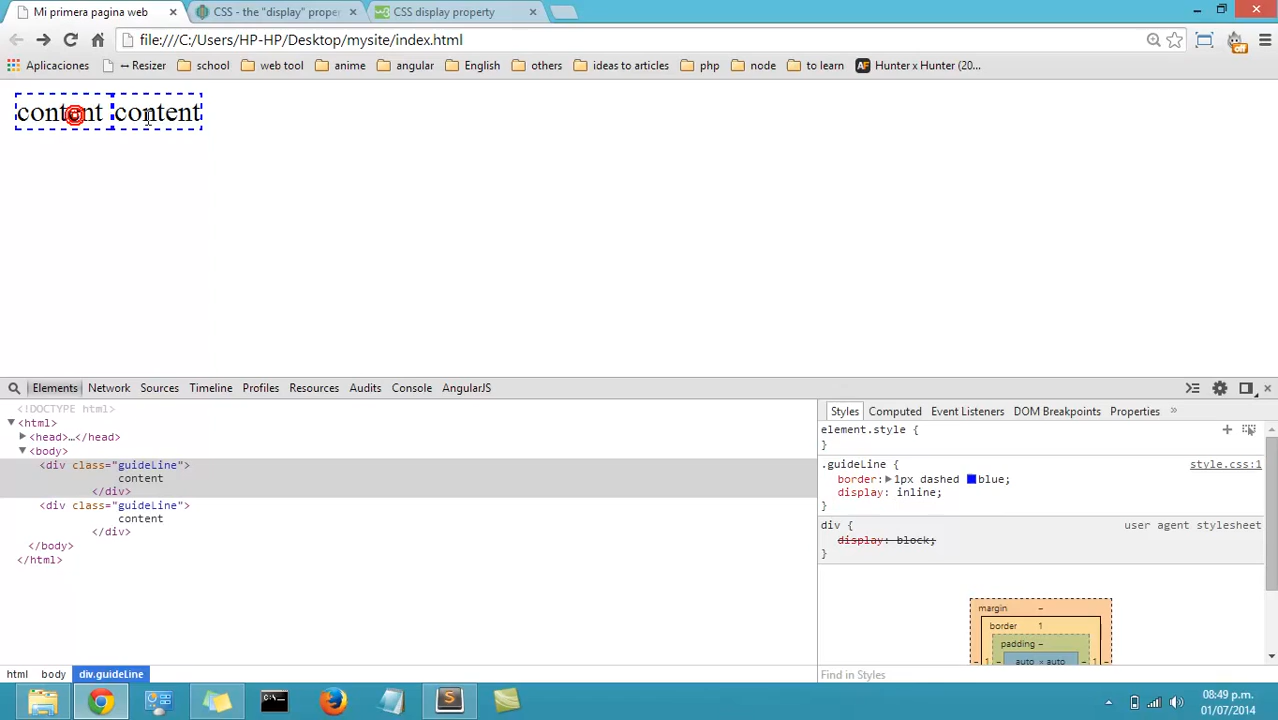 Mi primera pagina web
CSS - the "display" prope
CSS display property
file:///C:/Users/HP-HP/Desktop/mysite/index.html
off
Aplicaciones
↔ Resizer
school
web tool
anime
angular
English
others
ideas to articles
php
node
to learn
AF
Hunter x Hunter (20...
content content
Elements Network Sources Timeline Profiles Resources Audits Console AngularJS
<!DOCTYPE html>
<html>
<head>…</head>
<body>
<div class="guideLine">
content
</div>
<div class="guideLine">
content
</div>
</body>
</html>
Styles Computed Event Listeners DOM Breakpoints Properties »
element.style {
}
.guideLine { style.css:1
border: 1px dashed blue;
display: inline;
}
div { user agent stylesheet
display: block;
}
margin –
border 1
padding –
– 1 – auto × auto – 1 –
html body div.guideLine
Find in Styles
C:\_
S
08:49 p.m.
01/07/2014